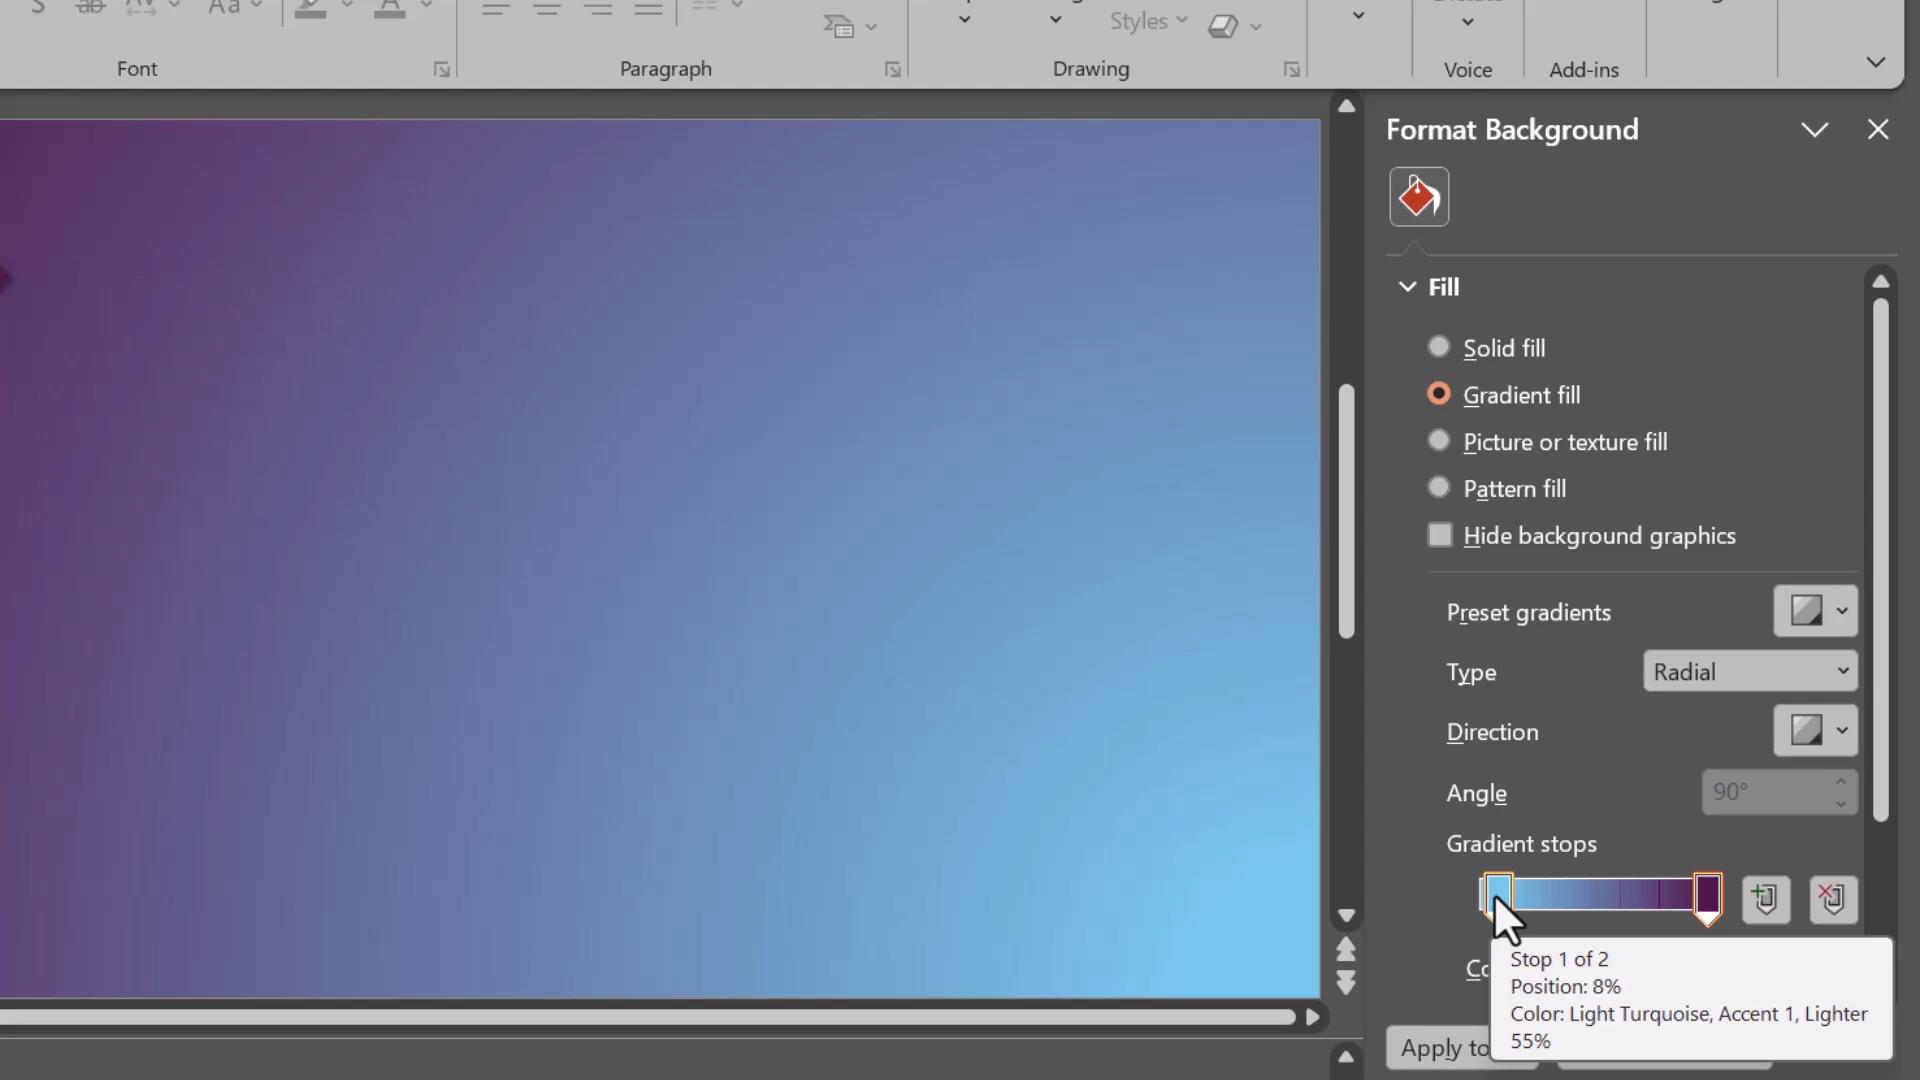 ab
Aa
A
Styles
Font
Paragraph
Drawing
Voice
Add-ins
Format Background
Fill
Solid fill
Gradient fill
Picture or texture fill
Pattern fill
Hide background graphics
Preset gradients
Type
Radial
Direction
Angle
90°
Gradient stops
Stop 1 of 2
Position: 8%
Color: Light Turquoise, Accent 1, Lighter
55%
Apply to